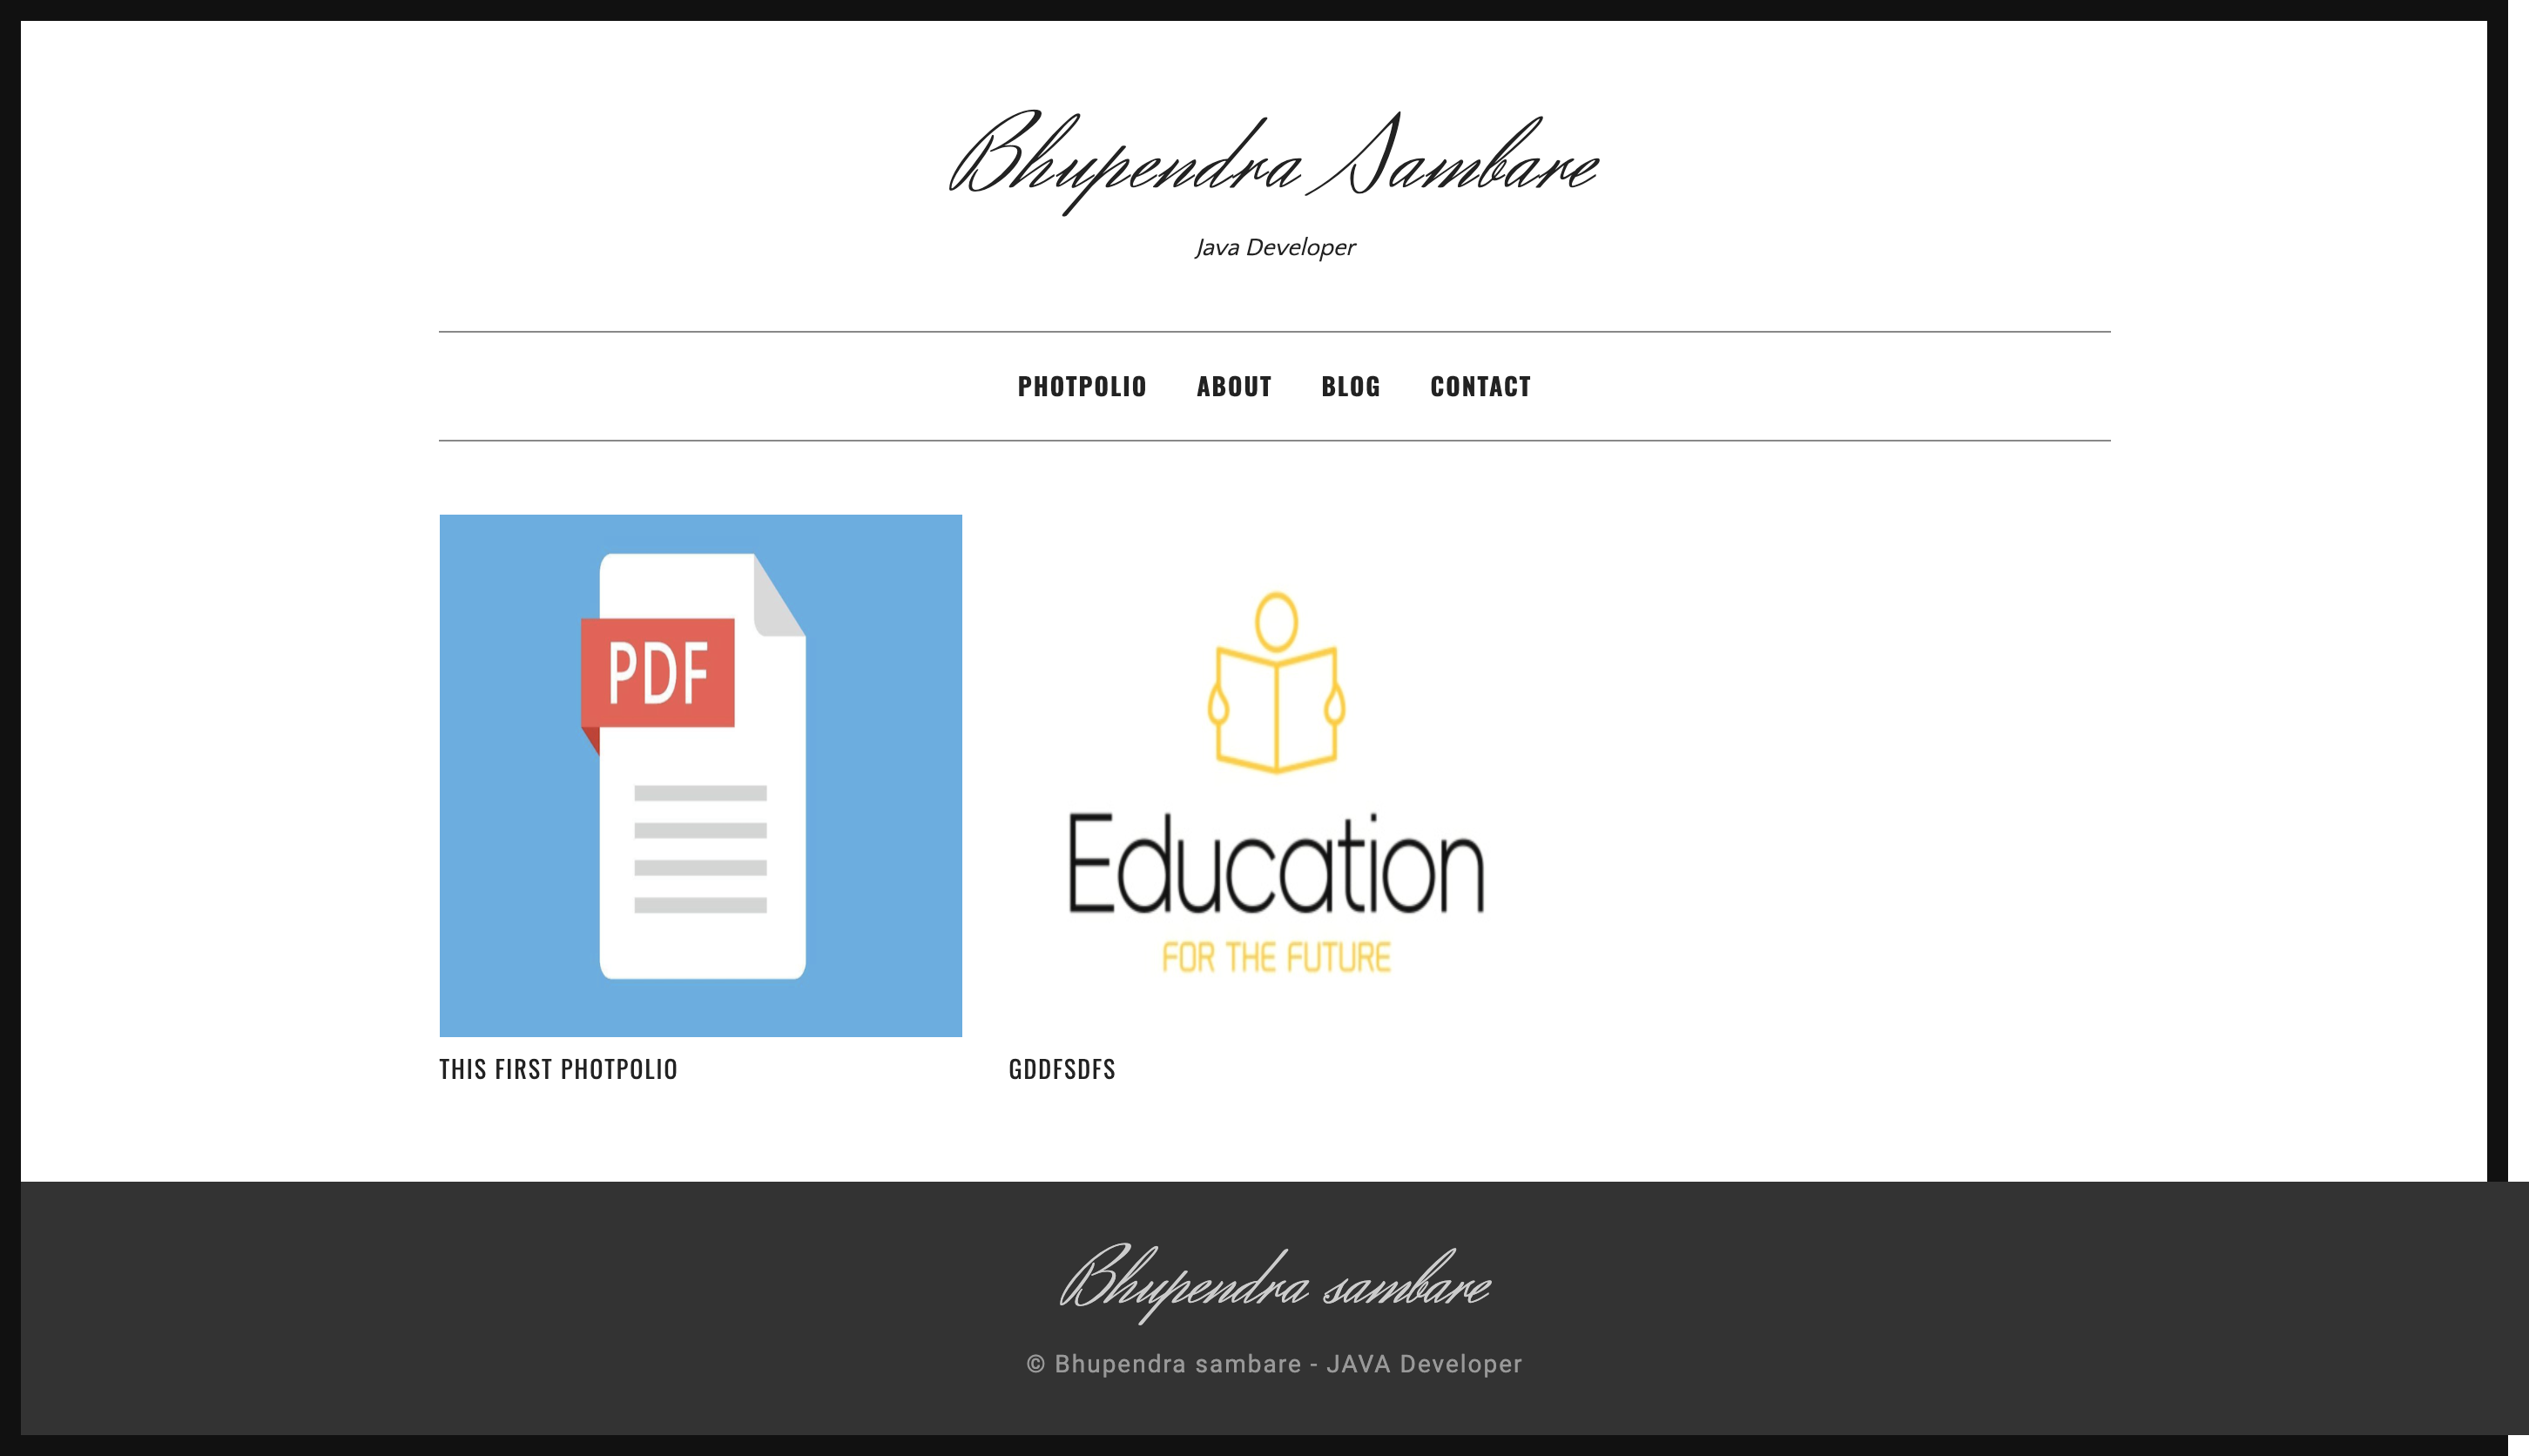 Bhupendra Sambare
Java Developer
PHOTPOLIO ABOUT BLOG CONTACT
PDF
Education
FOR THE FUTURE
THIS FIRST PHOTPOLIO
GDDFSDFS
Bhupendra sambare
© Bhupendra sambare - JAVA Developer